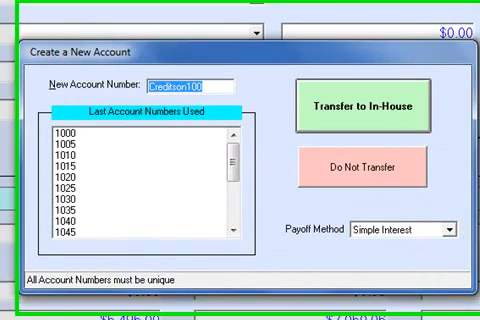 $0.00
Create a New Account
New Account Number: Creditson100
Last Account Numbers Used
1000
1005
1010
1015
1020
1025
1030
1035
1040
1045
Transfer to In-House
Do Not Transfer
Payoff Method Simple Interest
All Account Numbers must be unique